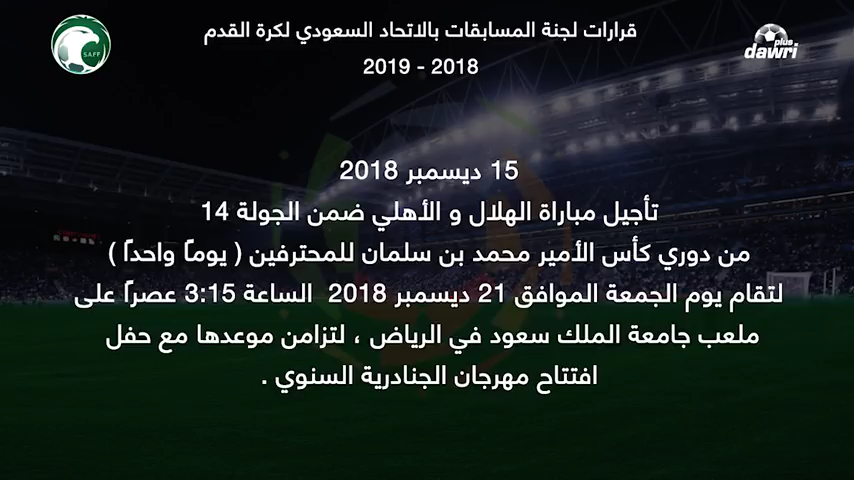 قرارات لجنة المسابقات بالاتحاد السعودي لكرة القدم
2018 - 2019
SAFF
plus
dawri
15 ديسمبر 2018
تأجيل مباراة الهلال و الأهلي ضمن الجولة 14
من دوري كأس الأمير محمد بن سلمان للمحترفين ( يوماً واحداً )
لتقام يوم الجمعة الموافق 21 ديسمبر 2018 الساعة 3:15 عصراً على
ملعب جامعة الملك سعود في الرياض ، لتزامن موعدها مع حفل
افتتاح مهرجان الجنادرية السنوي .